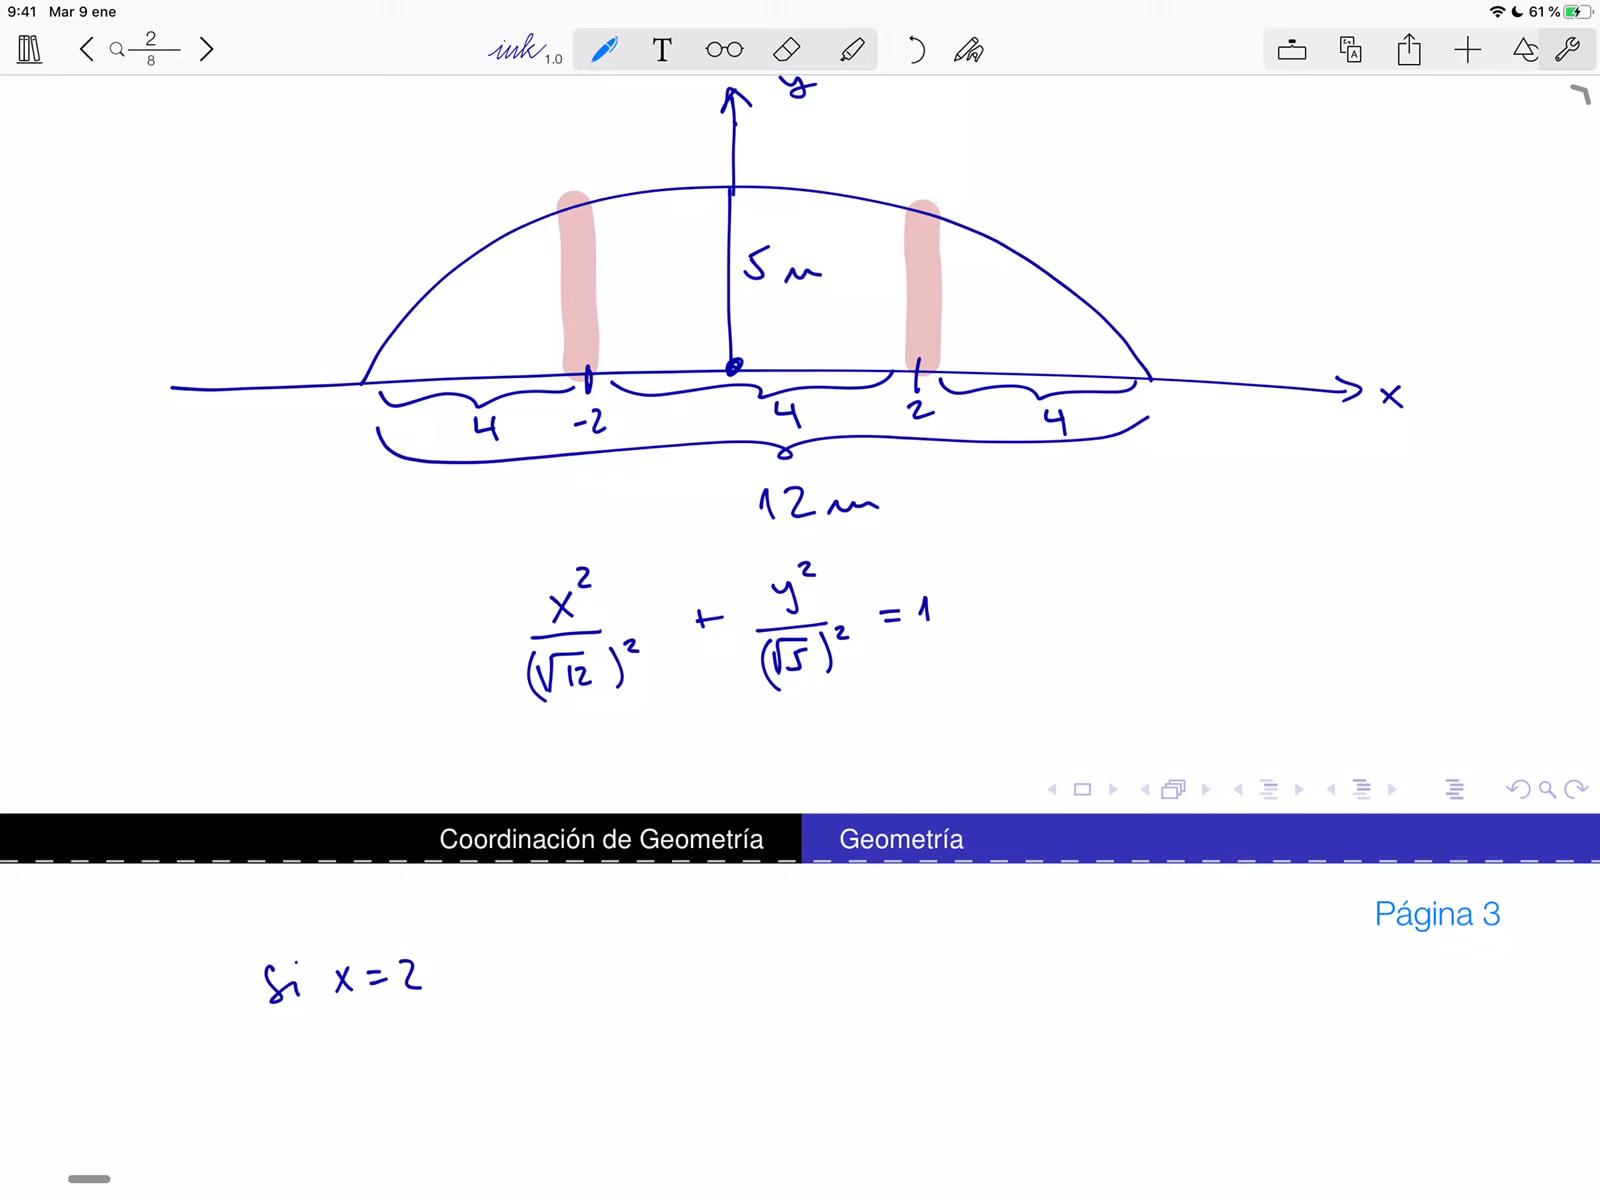 9:41 Mar 9 ene 61 %
2
8
ink 1.0 T A
y
5 m
x
4 -2 4 2 4
12 m
x² / (√12)² + y² / (√5)² = 1
Coordinación de Geometría Geometría
Página 3
Si x = 2